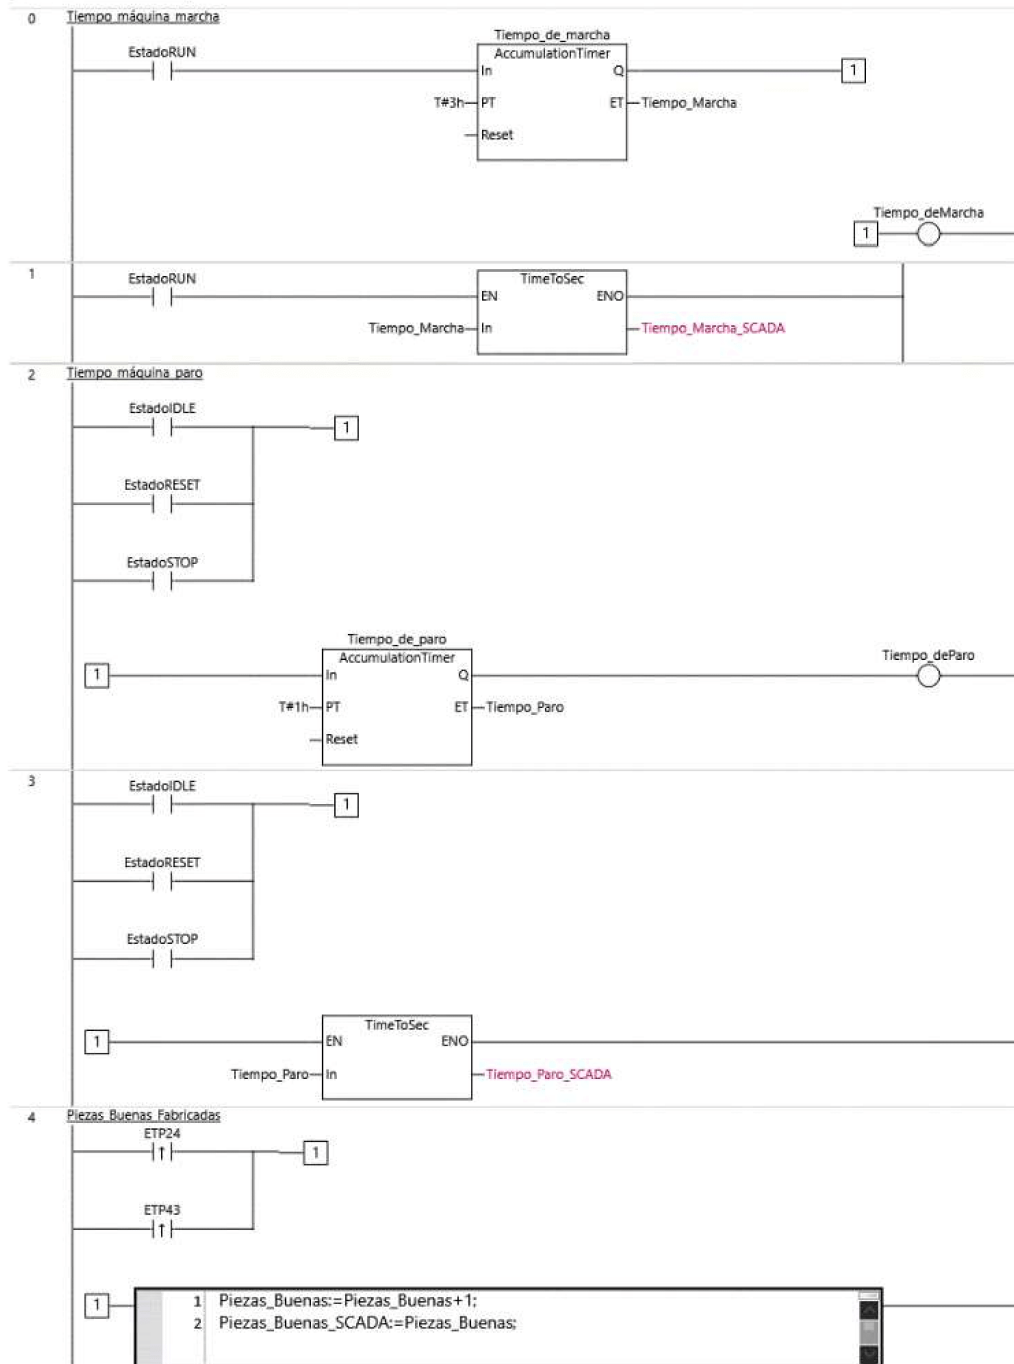 0 Tiempo máquina marcha
EstadoRUN
Tiempo_de_marcha
AccumulationTimer
In Q
1
T#3h PT ET Tiempo_Marcha
Reset
Tiempo_deMarcha
1
1 EstadoRUN
TimeToSec
EN ENO
Tiempo_Marcha In Tiempo_Marcha_SCADA
2 Tiempo máquina paro
EstadoIDLE
1
EstadoRESET
EstadoSTOP
Tiempo_de_paro
AccumulationTimer
Tiempo_deParo
1 In Q
T#1h PT ET Tiempo_Paro
Reset
3 EstadoIDLE
1
EstadoRESET
EstadoSTOP
TimeToSec
1 EN ENO
Tiempo_Paro In Tiempo_Paro_SCADA
4 Piezas Buenas Fabricadas
ETP24
1
ETP43
1 1 Piezas_Buenas:=Piezas_Buenas+1;
2 Piezas_Buenas_SCADA:=Piezas_Buenas;